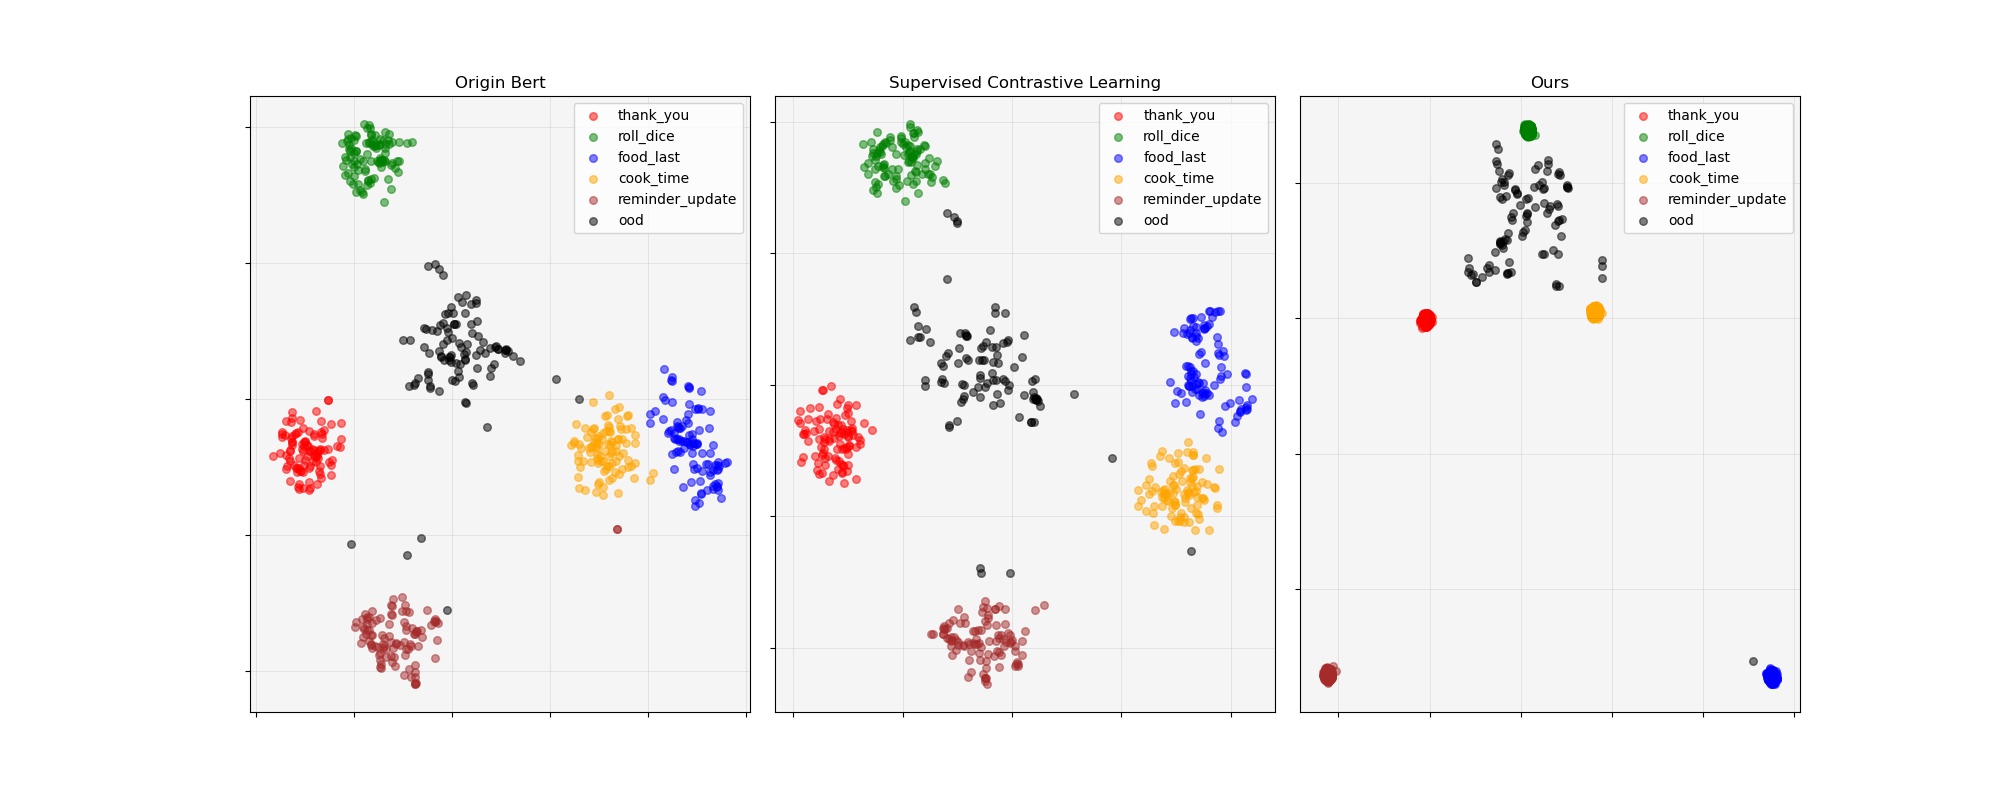 Origin Bert
thank_you
roll_dice
food_last
cook_time
reminder_update
ood
Supervised Contrastive Learning
thank_you
roll_dice
food_last
cook_time
reminder_update
ood
Ours
thank_you
roll_dice
food_last
cook_time
reminder_update
ood